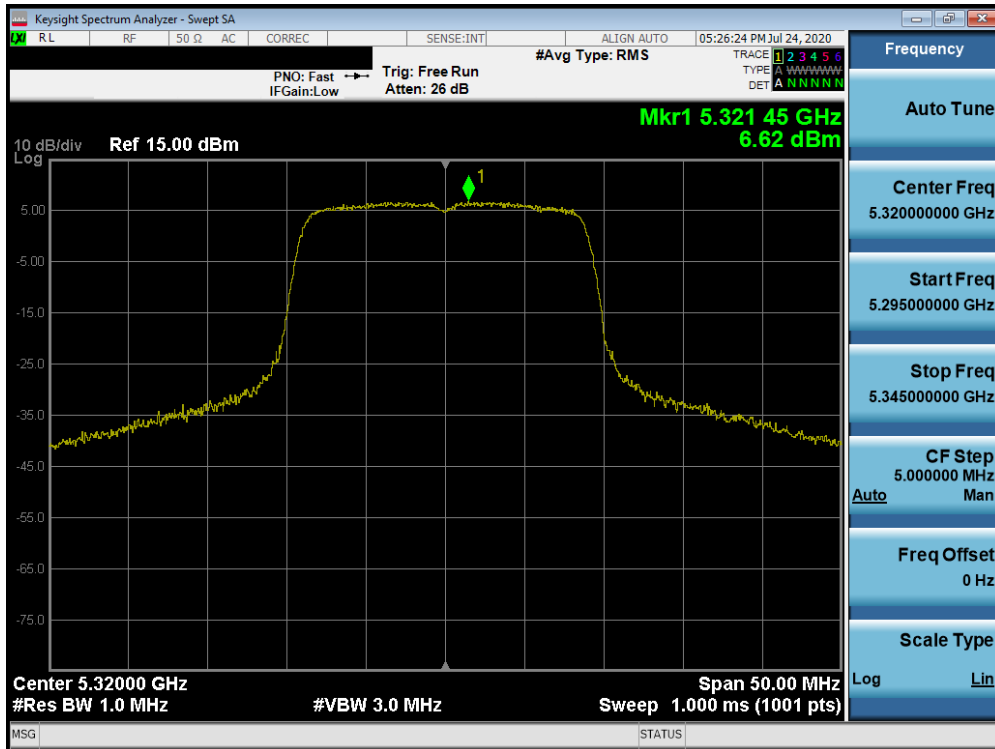 Keysight Spectrum Analyzer - Swept SA
LXI RL RF 50 Ω AC CORREC SENSE:INT ALIGN AUTO 05:26:24 PM Jul 24, 2020
#Avg Type: RMS TRACE 1 2 3 4 5 6
PNO: Fast Trig: Free Run TYPE A WWWWW
IFGain:Low Atten: 26 dB DET A N N N N N
Mkr1 5.321 45 GHz
6.62 dBm
10 dB/div Ref 15.00 dBm
Log
1
5.00
-5.00
-15.0
-25.0
-35.0
-45.0
-55.0
-65.0
-75.0
Center 5.32000 GHz Span 50.00 MHz
#Res BW 1.0 MHz #VBW 3.0 MHz Sweep 1.000 ms (1001 pts)
MSG STATUS
Frequency
Auto Tune
Center Freq
5.320000000 GHz
Start Freq
5.295000000 GHz
Stop Freq
5.345000000 GHz
CF Step
5.000000 MHz
Auto Man
Freq Offset
0 Hz
Scale Type
Log Lin